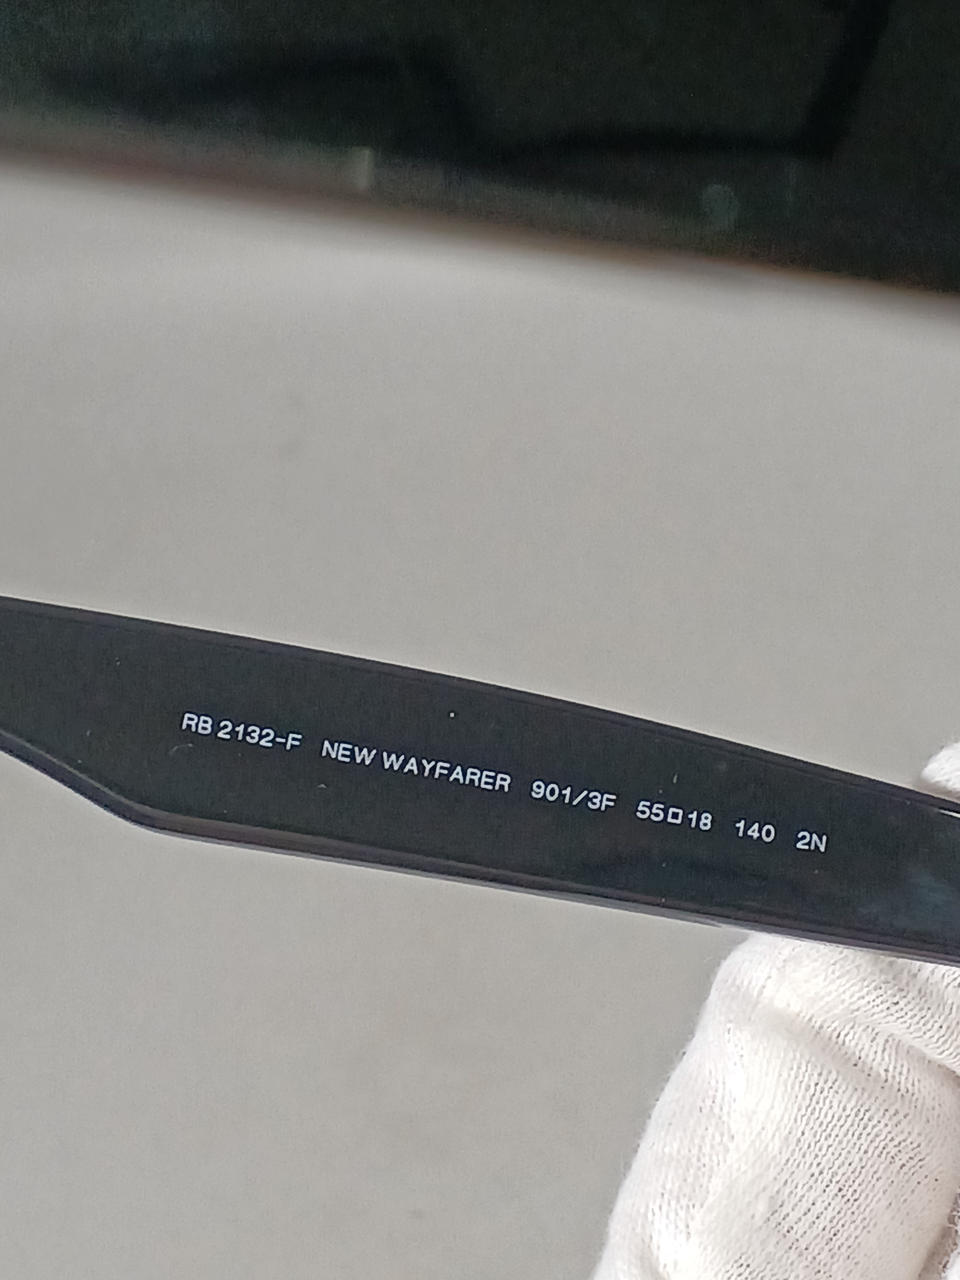 RB 2132-F NEW WAYFARER 901/3F 55□18 140 2N